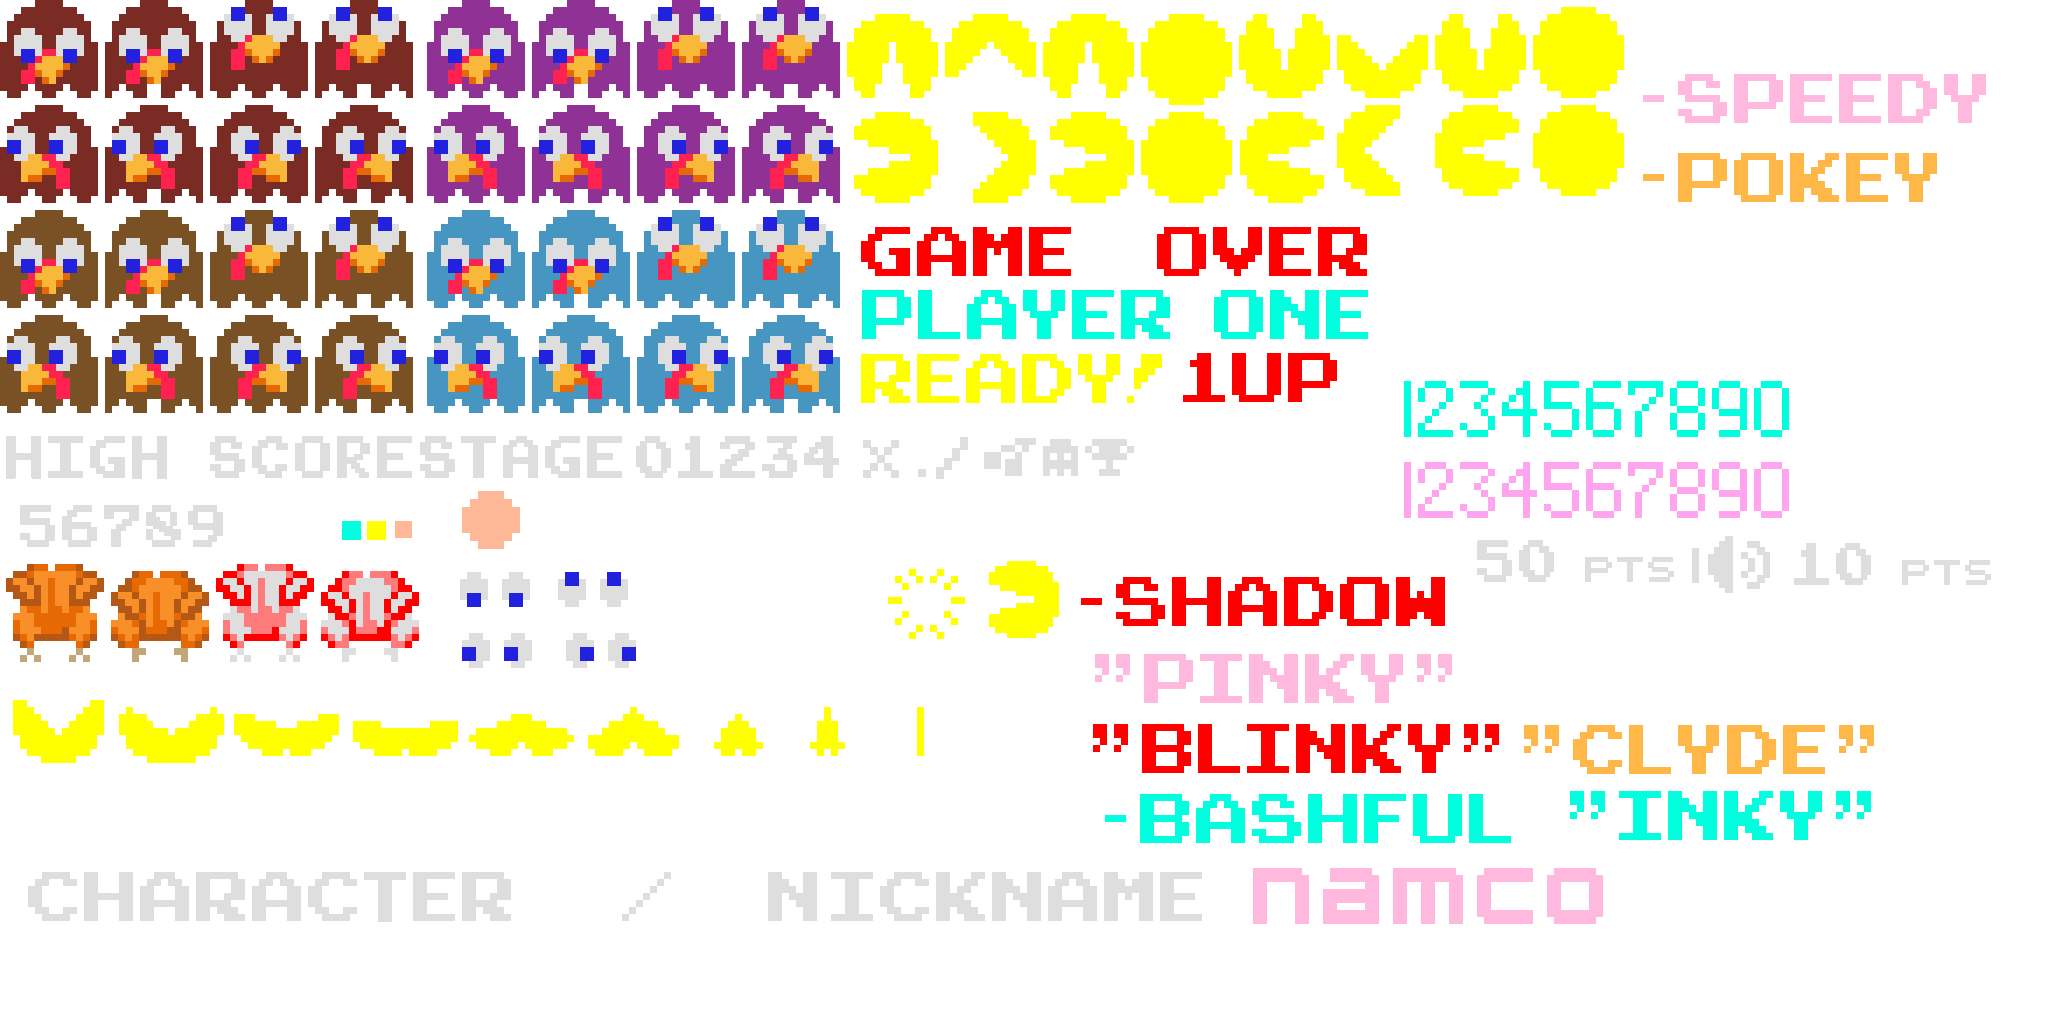 -SPEEDY
-POKEY
GAME OVER
PLAYER ONE
READY! 1UP
1234567890
HIGH SCORESTAGE01234 X ./
1234567890
56789
50 PTS 10 PTS
-SHADOW
"PINKY"
"BLINKY" "CLYDE"
-BASHFUL "INKY"
CHARACTER / NICKNAME namco